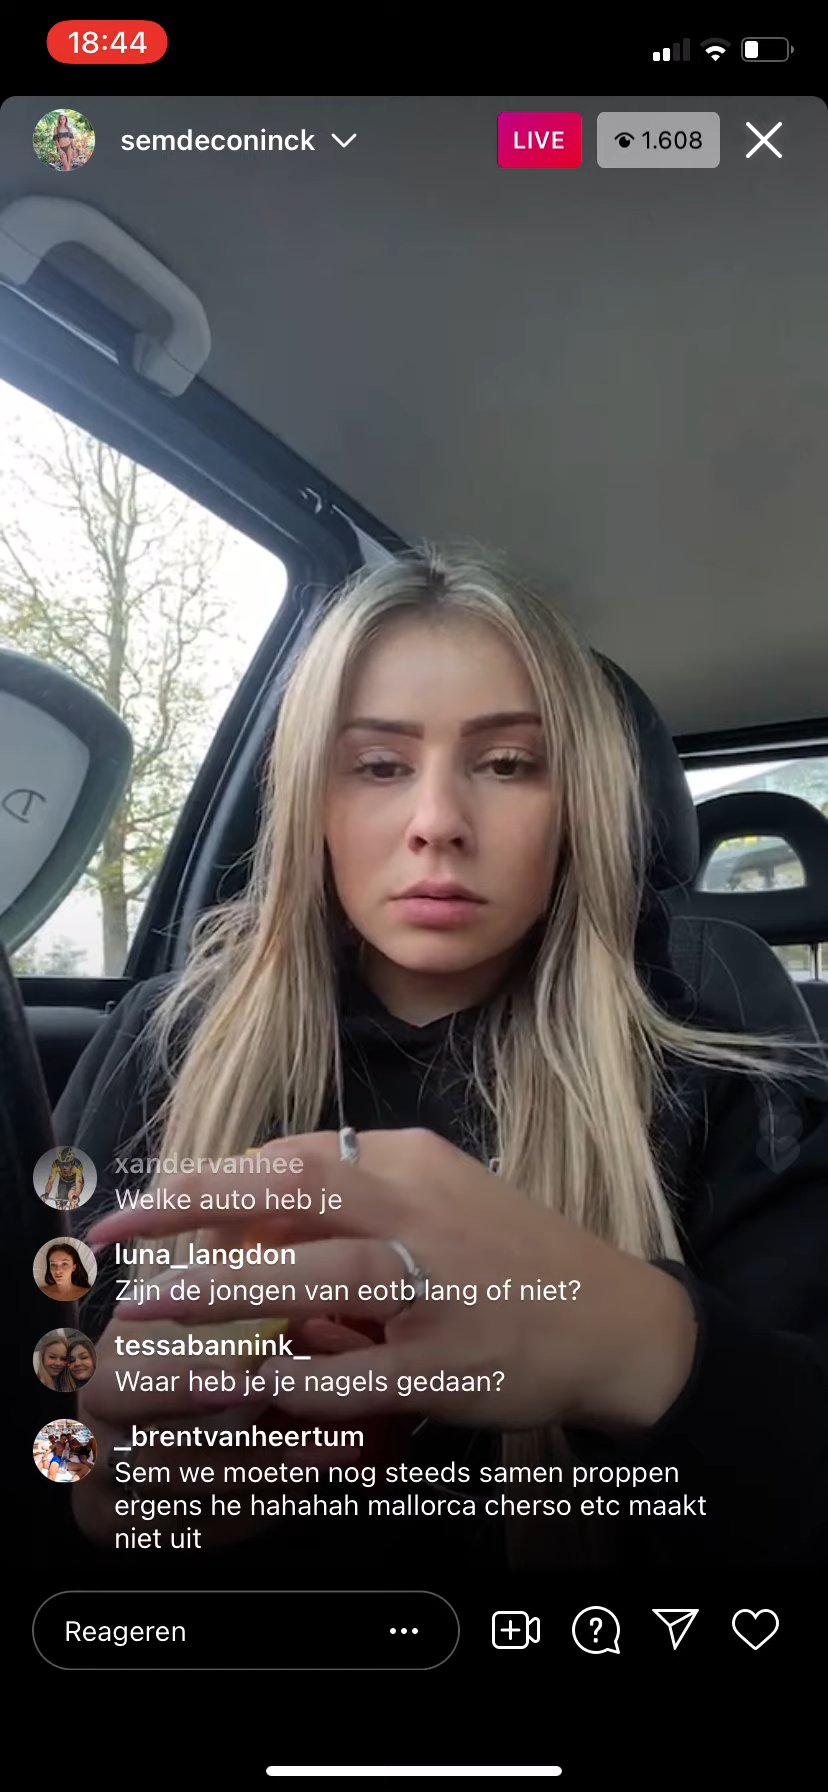 18:44
semdeconinck
LIVE
1.608
xandervanhee
Welke auto heb je
luna_langdon
Zijn de jongen van eotb lang of niet?
tessabannink_
Waar heb je je nagels gedaan?
_brentvanheertum
Sem we moeten nog steeds samen proppen
ergens he hahahah mallorca cherso etc maakt
niet uit
Reageren